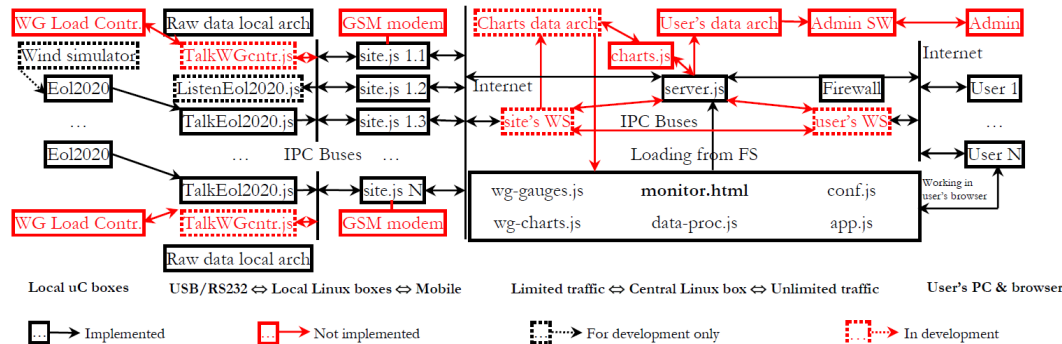 WG Load Contr. Raw data local arch GSM modem Charts data arch User's data arch Admin SW Admin
Wind simulator TalkWGcntr.js site.js 1.1 charts.js Internet
Eol2020 ListenEol2020.js site.js 1.2 Internet server.js Firewall User 1
... TalkEol2020.js site.js 1.3 site's WS IPC Buses user's WS ...
Eol2020 ... IPC Buses ... Loading from FS User N
TalkEol2020.js site.js N wg-gauges.js monitor.html conf.js Working in
user's browser
WG Load Contr. TalkWGcntr.js GSM modem wg-charts.js data-proc.js app.js
Raw data local arch
Local uC boxes USB/RS232 ⇔ Local Linux boxes ⇔ Mobile Limited traffic ⇔ Central Linux box ⇔ Unlimited traffic User's PC & browser
... Implemented ... Not implemented ... For development only ... In development